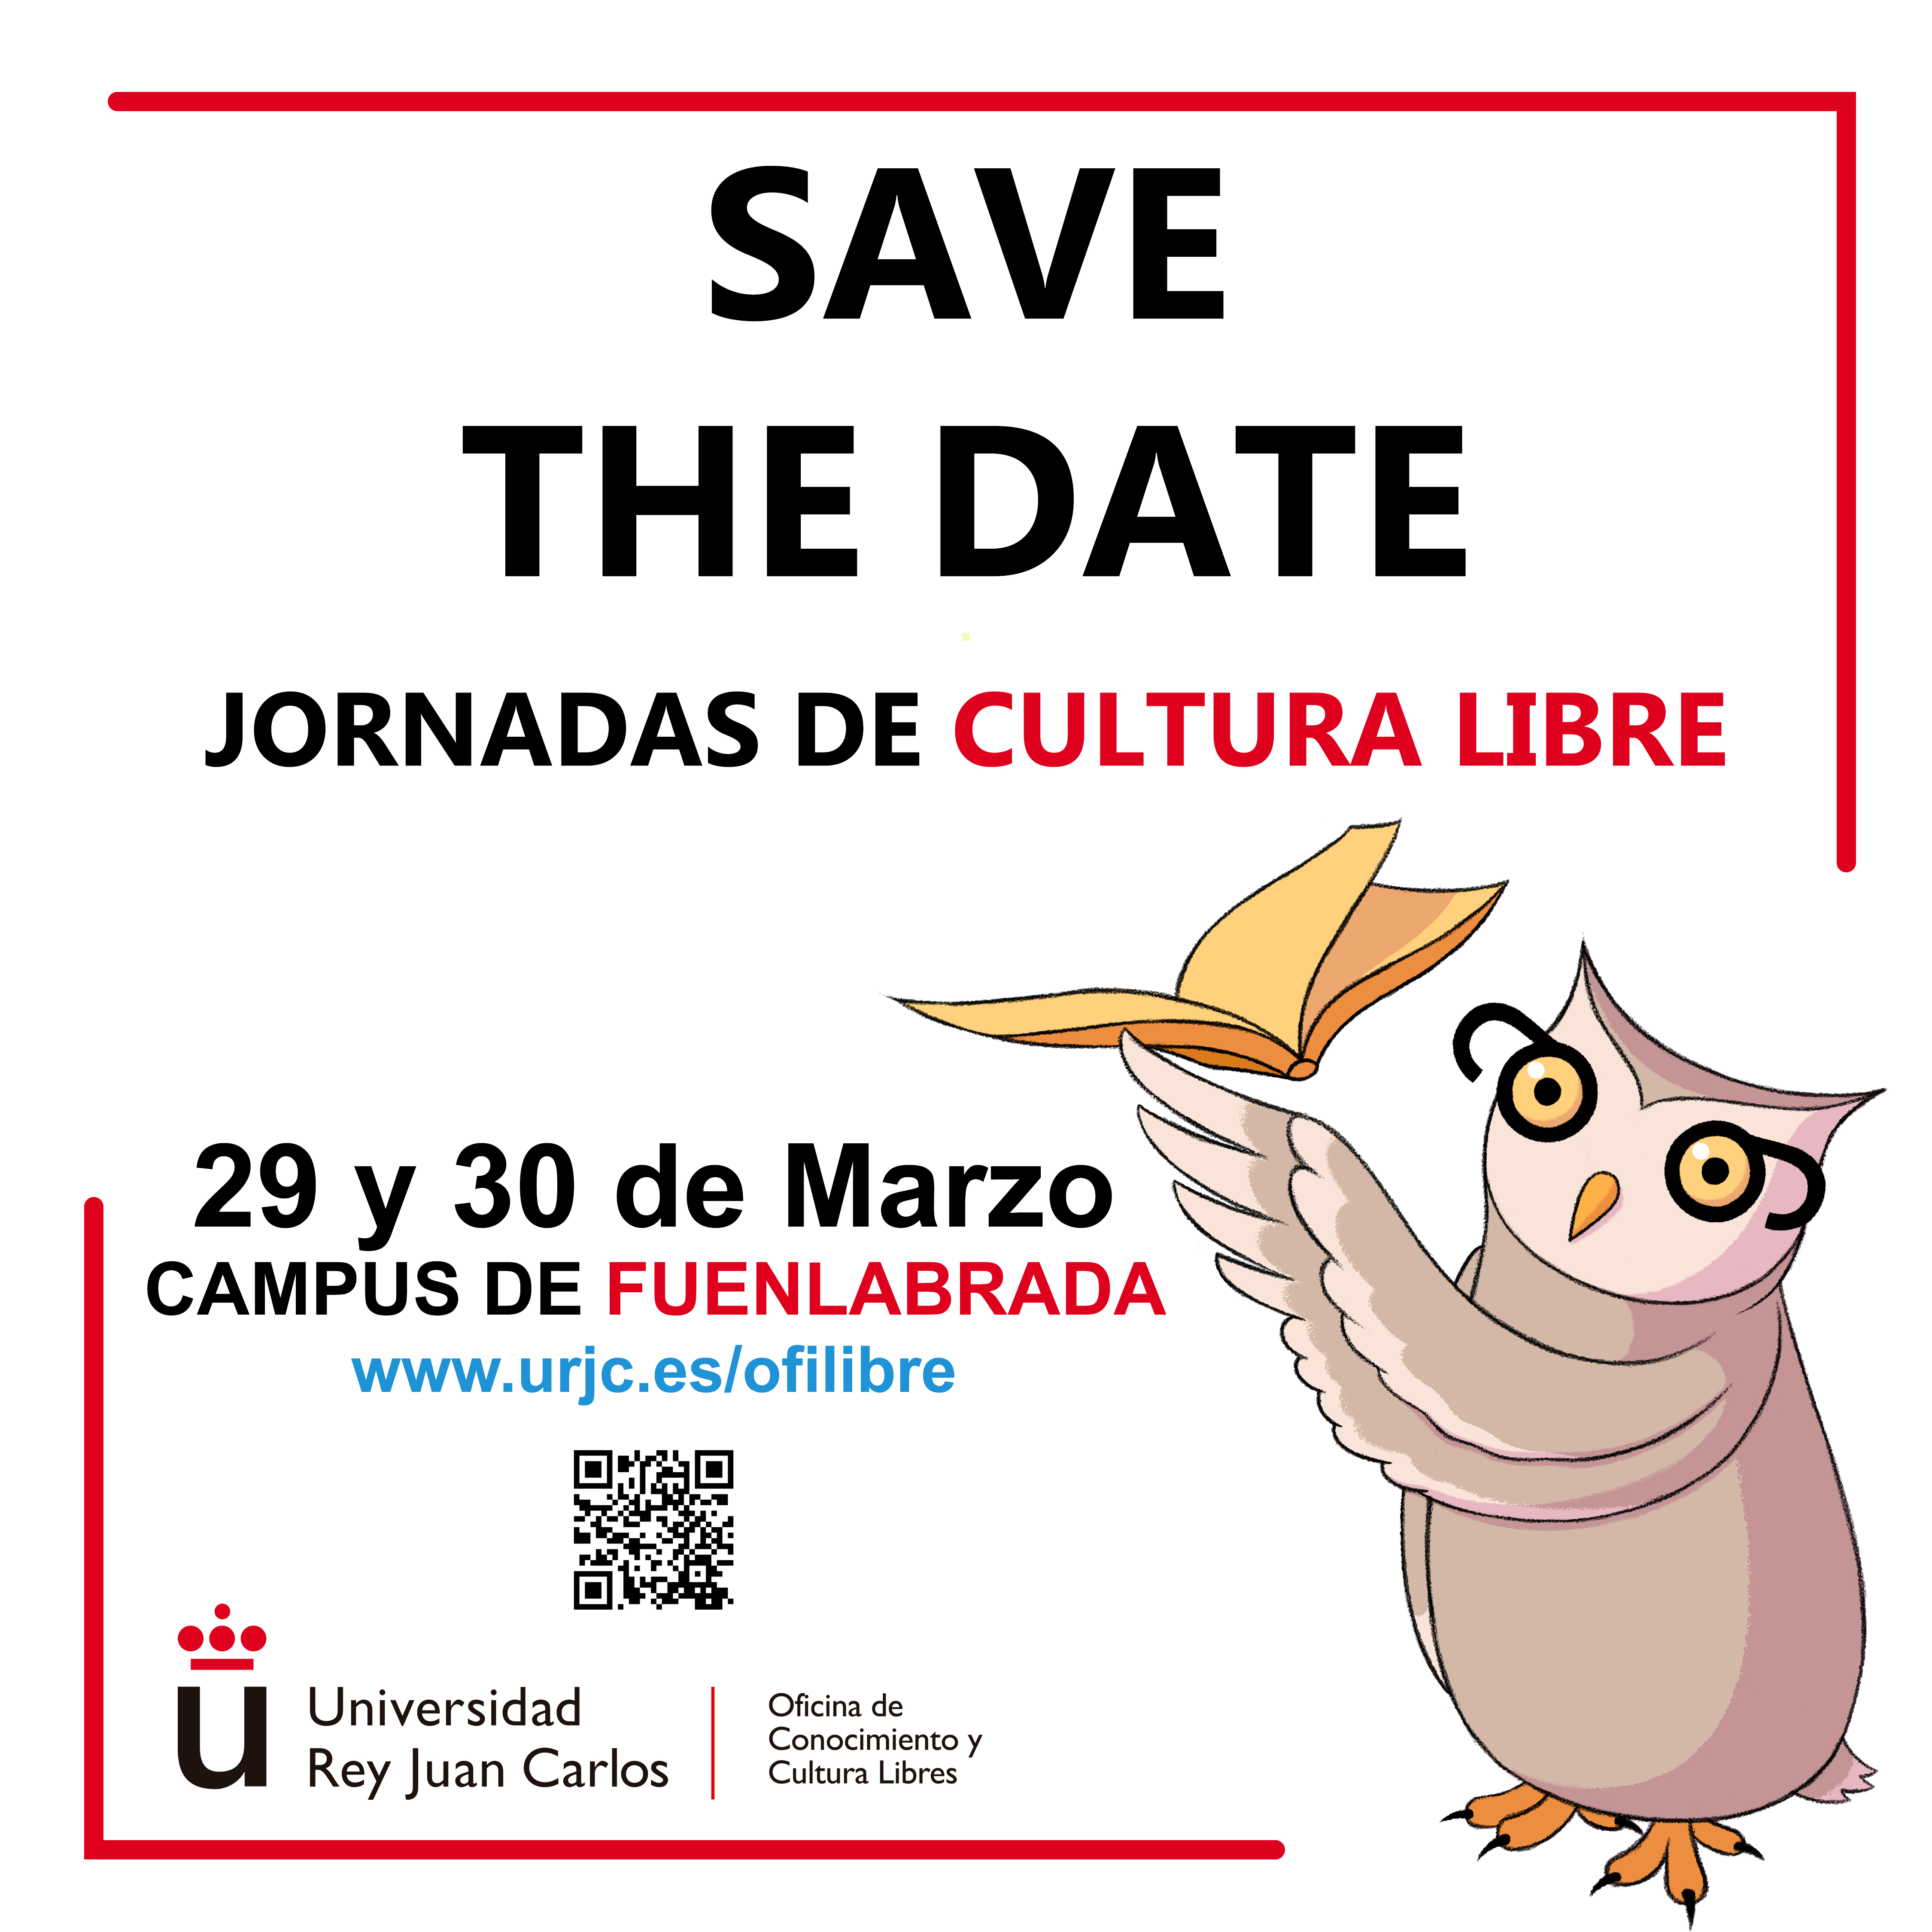 SAVE
THE DATE
JORNADAS DE CULTURA LIBRE
29 y 30 de Marzo
CAMPUS DE FUENLABRADA
www.urjc.es/ofilibre
u
Universidad
Rey Juan Carlos
Oficina de
Conocimiento y
Cultura Libres